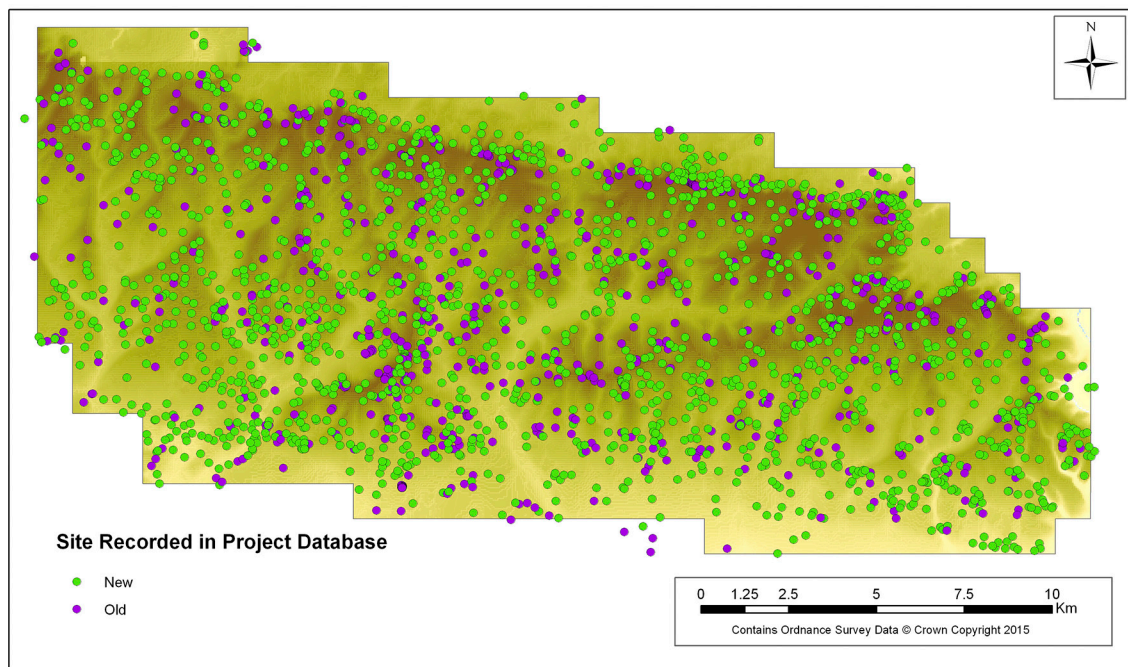 N
Site Recorded in Project Database
New
Old
0 1.25 2.5 5 7.5 10
Km
Contains Ordnance Survey Data © Crown Copyright 2015